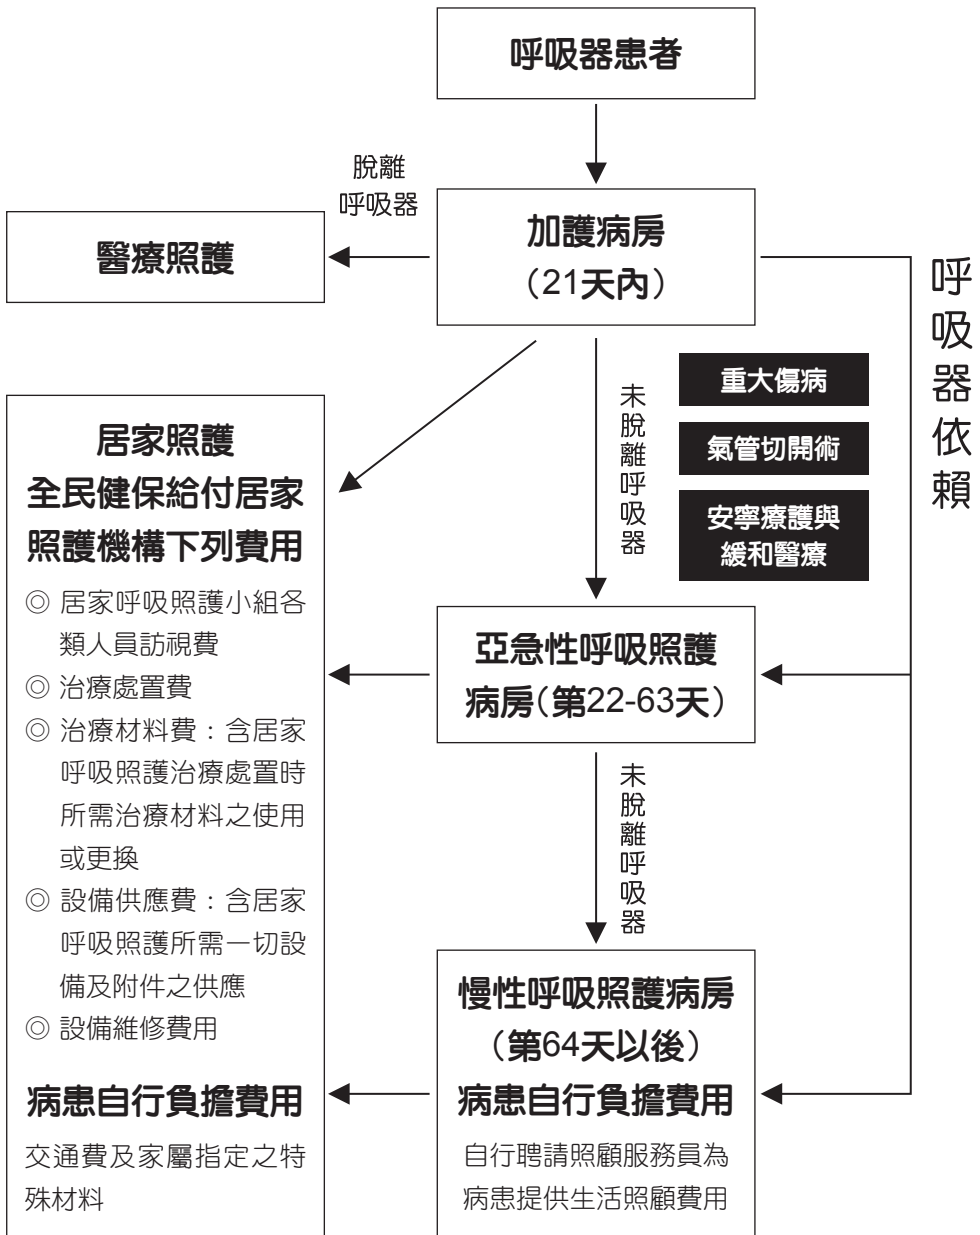 呼吸器患者
脫離
呼吸器
加護病房
（21天內）
醫療照護
呼吸器依賴
未脫離呼吸器
重大傷病
氣管切開術
安寧療護與
緩和醫療
居家照護
全民健保給付居家
照護機構下列費用
◎ 居家呼吸照護小組各
類人員訪視費
◎ 治療處置費
◎ 治療材料費：含居家
呼吸照護治療處置時
所需治療材料之使用
或更換
◎ 設備供應費：含居家
呼吸照護所需一切設
備及附件之供應
◎ 設備維修費用
病患自行負擔費用
交通費及家屬指定之特
殊材料
亞急性呼吸照護
病房（第22-63天）
未脫離呼吸器
慢性呼吸照護病房
（第64天以後）
病患自行負擔費用
自行聘請照顧服務員為
病患提供生活照顧費用